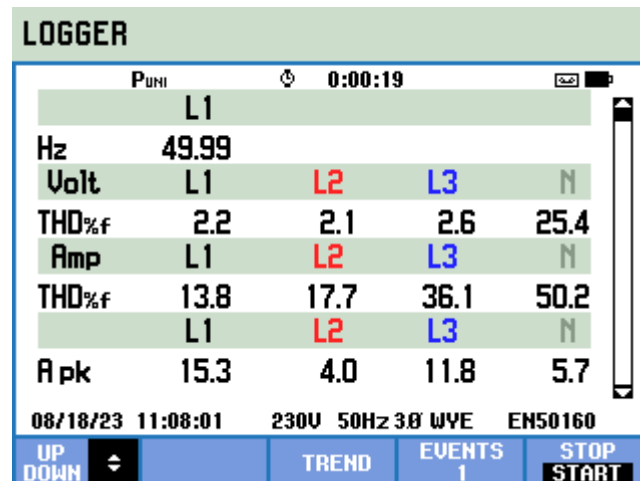 LOGGER
PUNI 0:00:19
L1
Hz 49.99
Volt L1 L2 L3 N
THD%f 2.2 2.1 2.6 25.4
Amp L1 L2 L3 N
THD%f 13.8 17.7 36.1 50.2
L1 L2 L3 N
A pk 15.3 4.0 11.8 5.7
08/18/23 11:08:01 230V 50Hz 3.Ø WYE EN50160
UP DOWN TREND EVENTS 1 STOP START